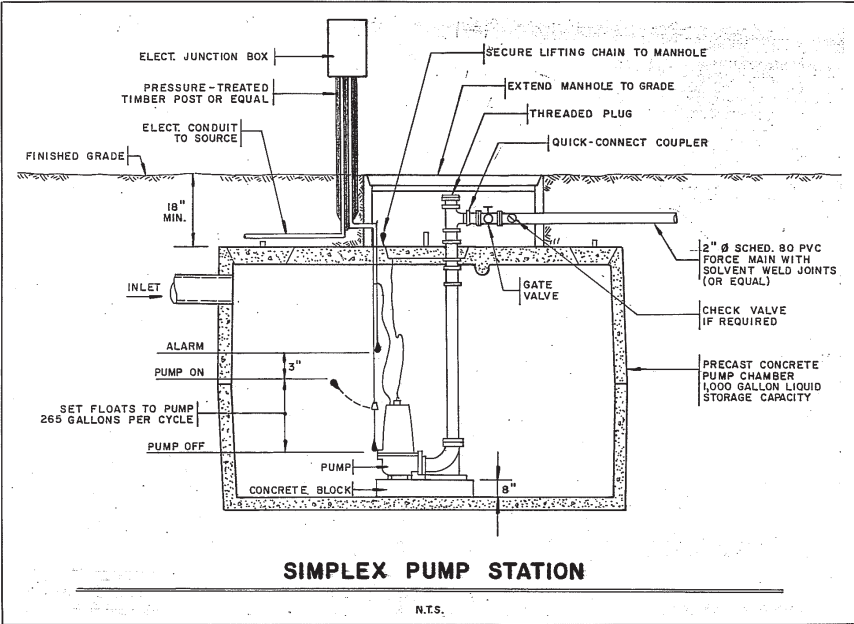 ELECT. JUNCTION BOX
SECURE LIFTING CHAIN TO MANHOLE
PRESSURE-TREATED
TIMBER POST OR EQUAL
EXTEND MANHOLE TO GRADE
THREADED PLUG
ELECT. CONDUIT
TO SOURCE
QUICK-CONNECT COUPLER
FINISHED GRADE
18"
MIN.
2" Ø SCHED. 80 PVC
FORCE MAIN WITH
SOLVENT WELD JOINTS
(OR EQUAL)
INLET
GATE
VALVE
CHECK VALVE
IF REQUIRED
ALARM
3"
PUMP ON
PRECAST CONCRETE
PUMP CHAMBER
1,000 GALLON LIQUID
STORAGE CAPACITY
SET FLOATS TO PUMP
265 GALLONS PER CYCLE
PUMP OFF
PUMP
CONCRETE BLOCK
8"
SIMPLEX PUMP STATION
N.T.S.